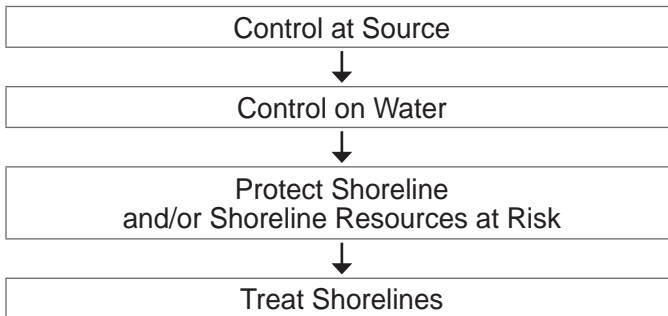 Control at Source
Control on Water
Protect Shoreline
and/or Shoreline Resources at Risk
Treat Shorelines